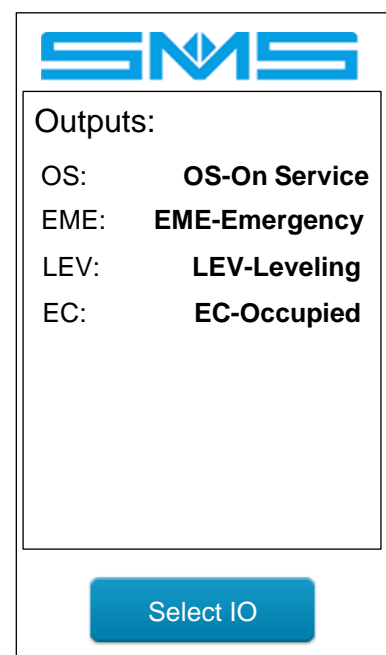 SMS
Outputs:
OS: OS-On Service
EME: EME-Emergency
LEV: LEV-Leveling
EC: EC-Occupied
Select IO